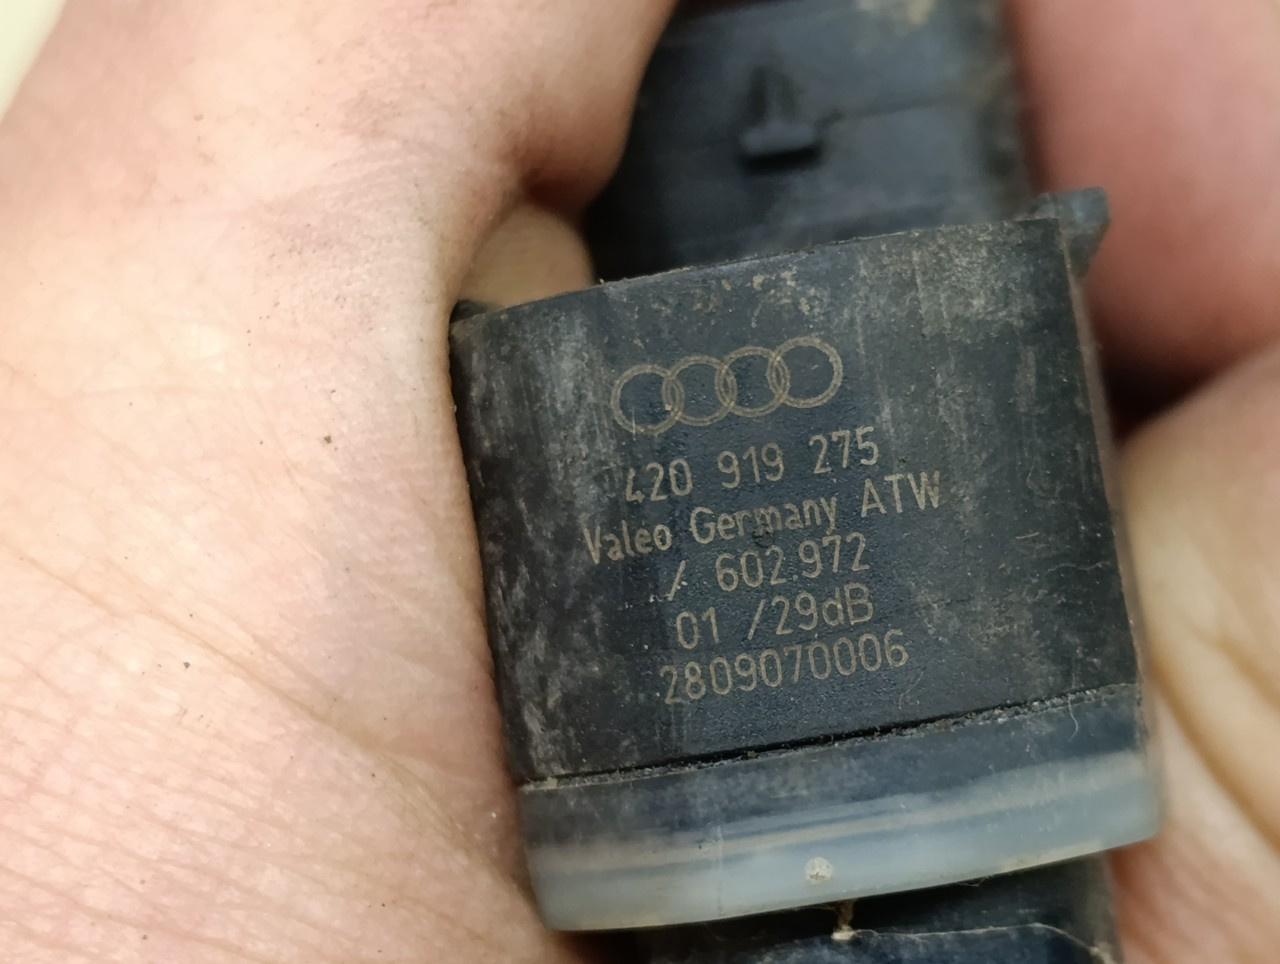 420 919 275
Valeo Germany ATW
/ 602.972
01 /29dB
2809070006